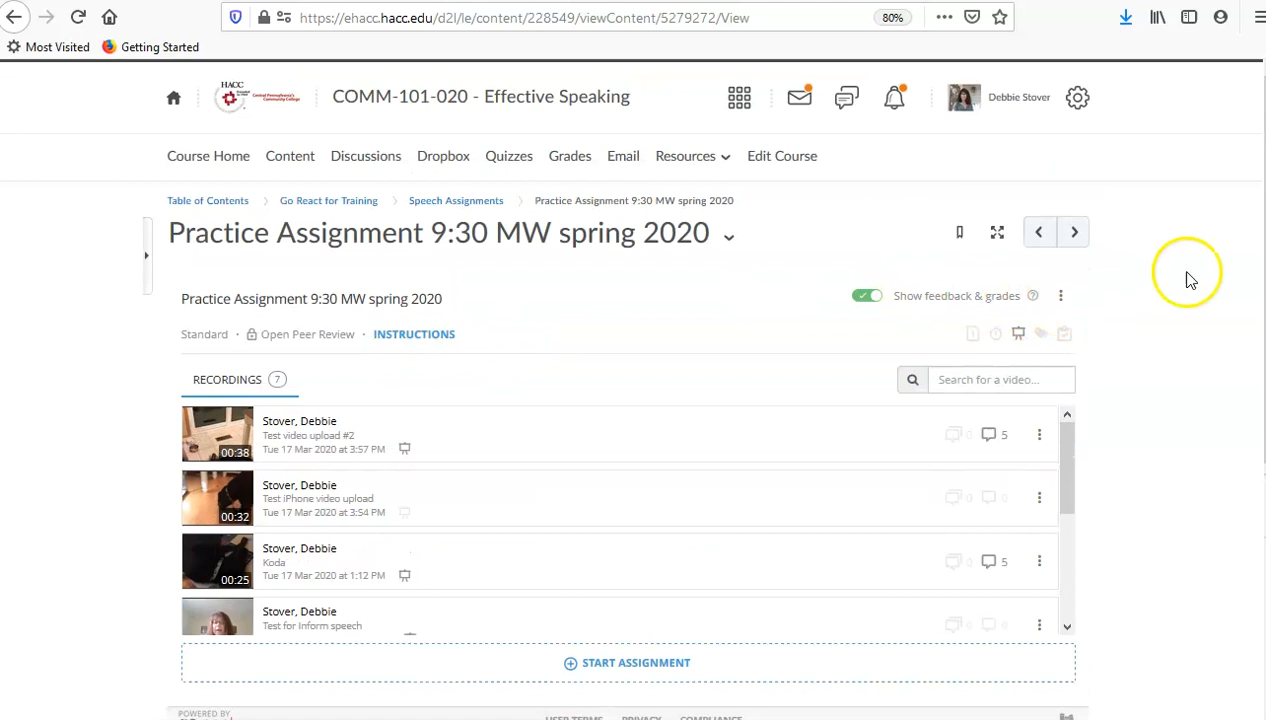 https://ehacc.hacc.edu/d2l/le/content/228549/viewContent/5279272/View
80%
Most Visited
Getting Started
HACC
Central Pennsylvania's
Community College
COMM-101-020 - Effective Speaking
Debbie Stover
Course Home
Content
Discussions
Dropbox
Quizzes
Grades
Email
Resources
Edit Course
Table of Contents
Go React for Training
Speech Assignments
Practice Assignment 9:30 MW spring 2020
Practice Assignment 9:30 MW spring 2020
Practice Assignment 9:30 MW spring 2020
Show feedback & grades
Standard · Open Peer Review · INSTRUCTIONS
RECORDINGS 7
Search for a video...
Stover, Debbie
Test video upload #2
Tue 17 Mar 2020 at 3:57 PM
00:38
0
5
Stover, Debbie
Test iPhone video upload
Tue 17 Mar 2020 at 3:54 PM
00:32
0
0
Stover, Debbie
Koda
Tue 17 Mar 2020 at 1:12 PM
00:25
0
5
Stover, Debbie
Test for Inform speech
0
0
START ASSIGNMENT
POWERED BY
USER TERMS
PRIVACY
COMPLIANCE